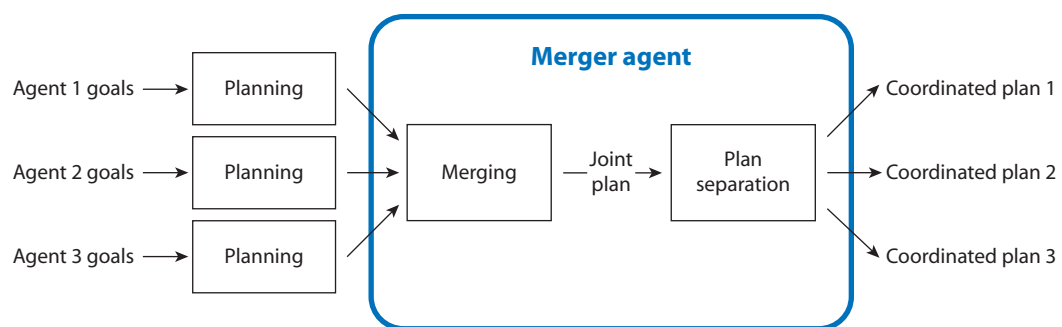 Merger agent
Agent 1 goals
Planning
Coordinated plan 1
Agent 2 goals
Planning
Merging
Joint
plan
Plan
separation
Coordinated plan 2
Agent 3 goals
Planning
Coordinated plan 3